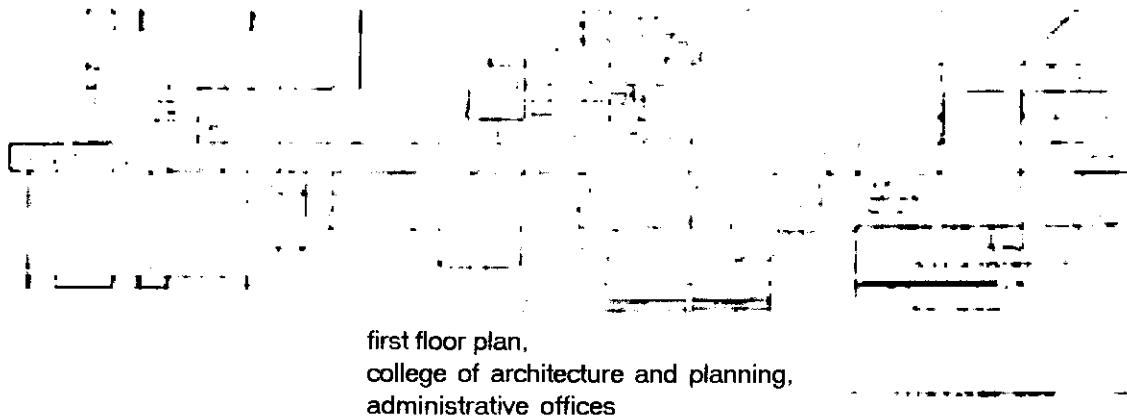 first floor plan,
college of architecture and planning,
administrative offices